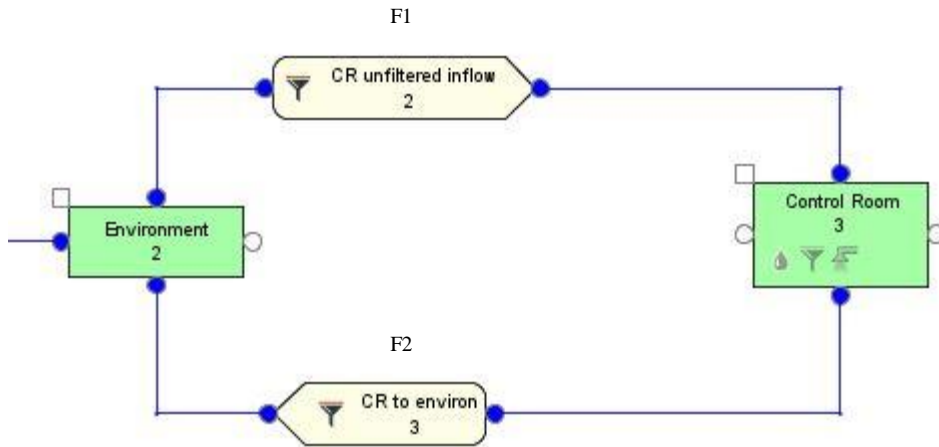 F1
CR unfiltered inflow
2
Environment
2
Control Room
3
F2
CR to environ
3